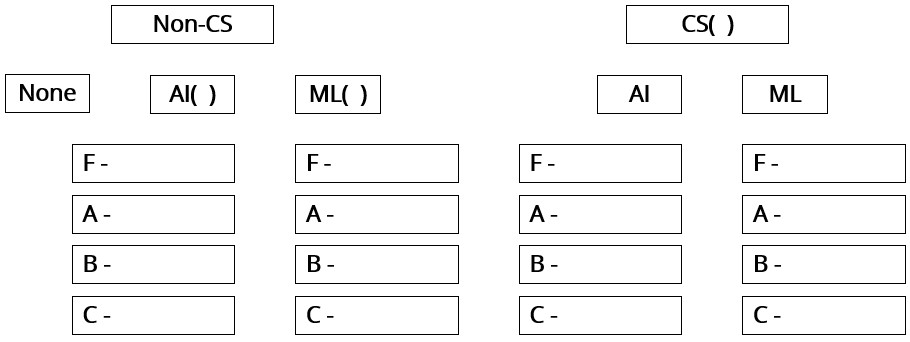 Non-CS CS( )
None AI( ) ML( ) AI ML
F - F - F - F -
A - A - A - A -
B - B - B - B -
C - C - C - C -